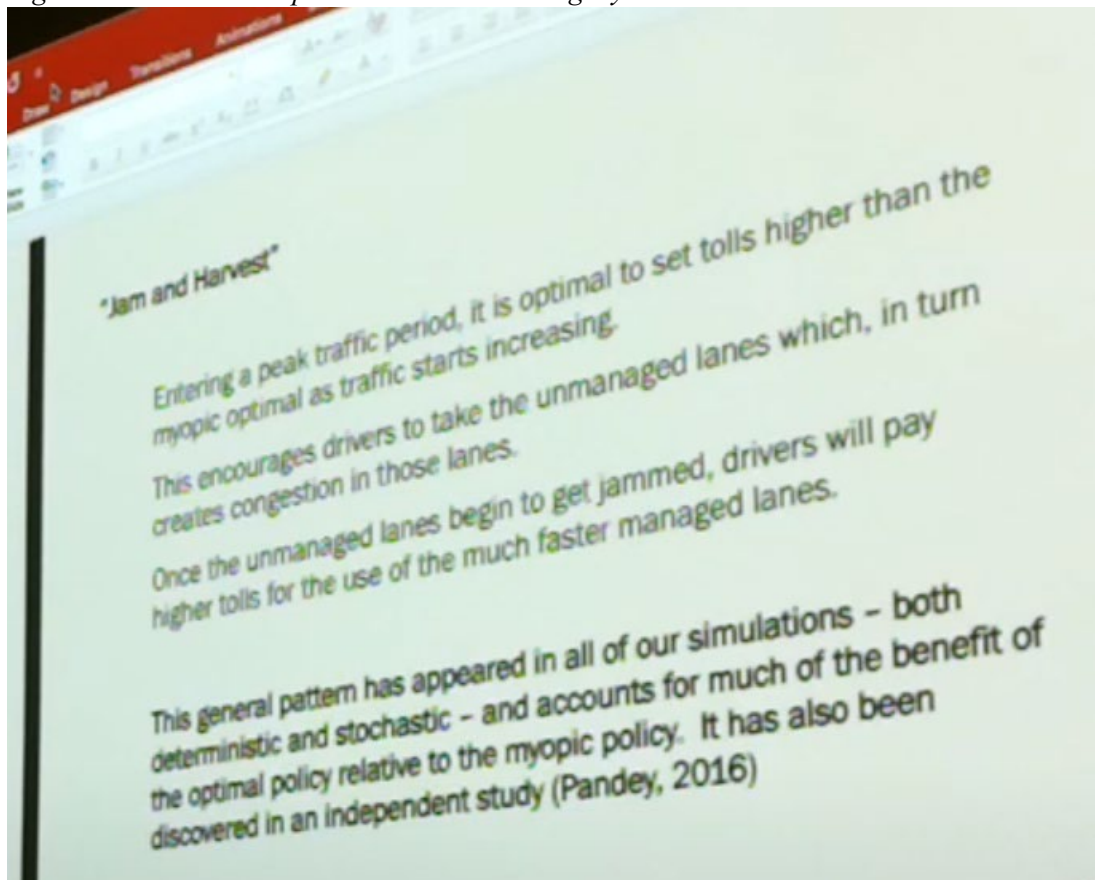 Draw Design Transitions Animations
"Jam and Harvest"
Entering a peak traffic period, it is optimal to set tolls higher than the
myopic optimal as traffic starts increasing.
This encourages drivers to take the unmanaged lanes which, in turn
creates congestion in those lanes.
Once the unmanaged lanes begin to get jammed, drivers will pay
higher tolls for the use of the much faster managed lanes.
This general pattern has appeared in all of our simulations – both
deterministic and stochastic – and accounts for much of the benefit of
the optimal policy relative to the myopic policy. It has also been
discovered in an independent study (Pandey, 2016)